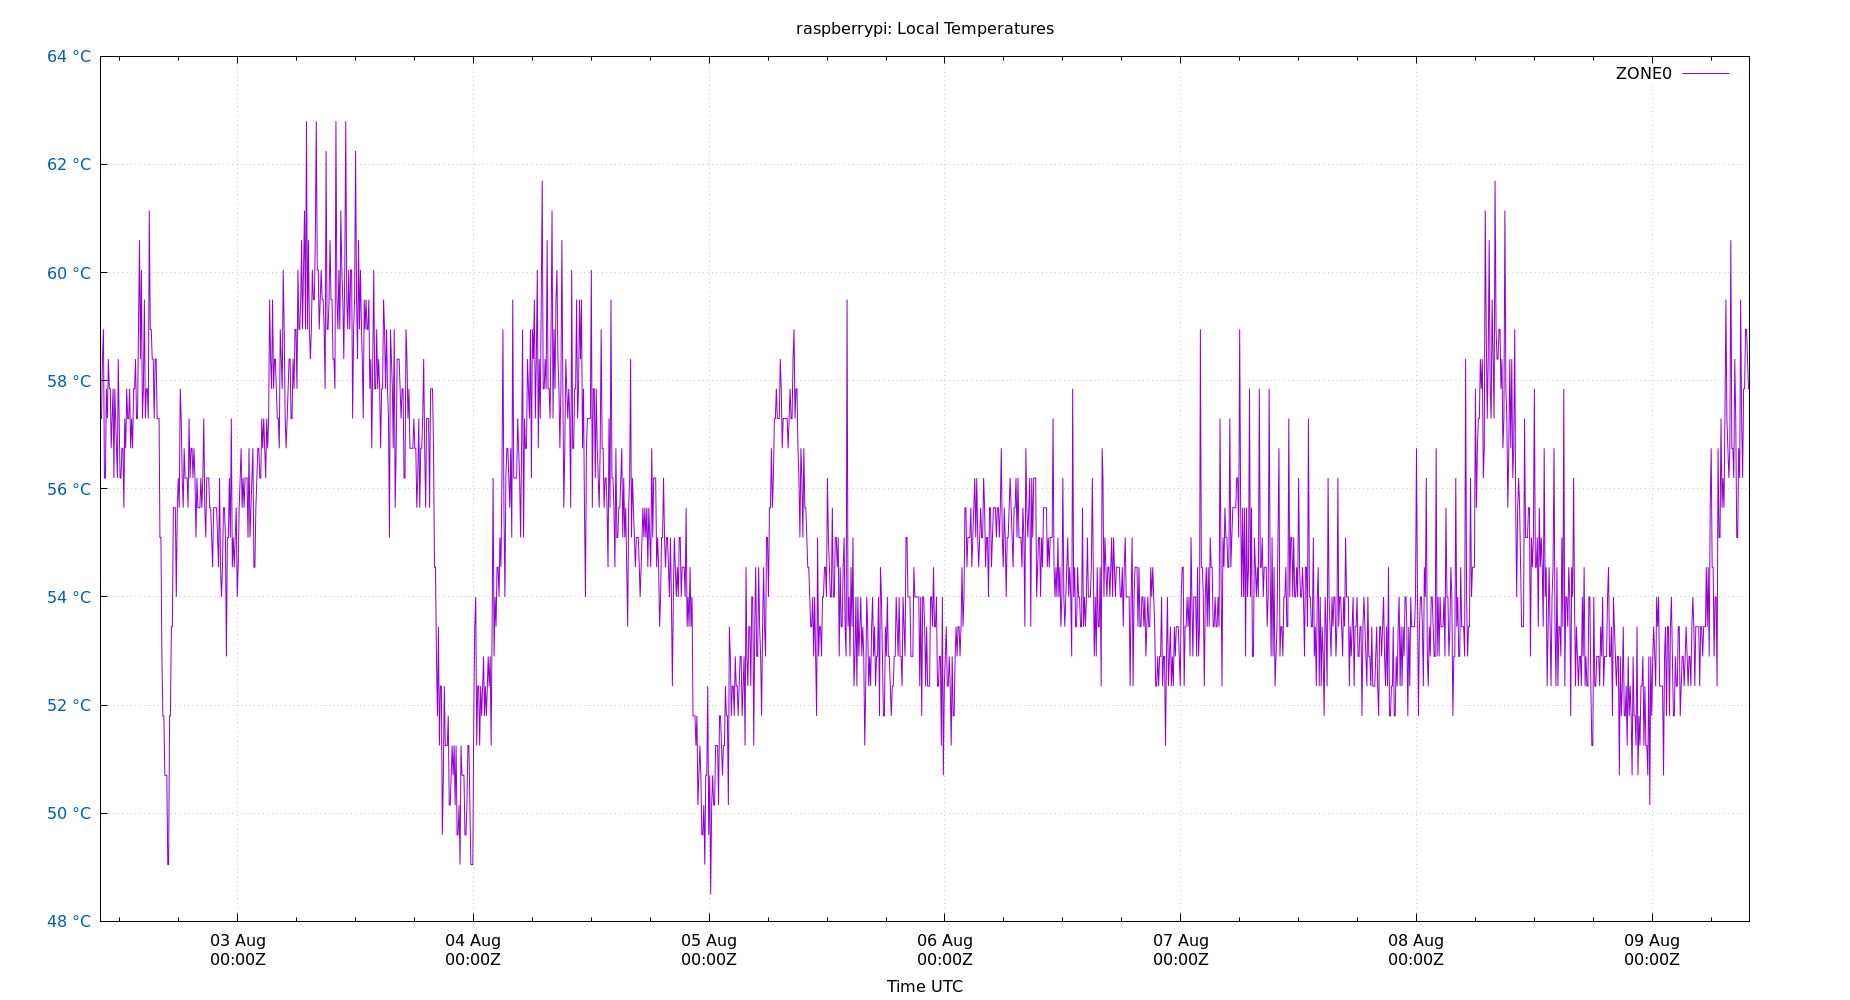 raspberrypi: Local Temperatures
64 °C
ZONE0
62 °C
60 °C
58 °C
56 °C
54 °C
52 °C
50 °C
48 °C
03 Aug 04 Aug 05 Aug 06 Aug 07 Aug 08 Aug 09 Aug
00:00Z 00:00Z 00:00Z 00:00Z 00:00Z 00:00Z 00:00Z
Time UTC